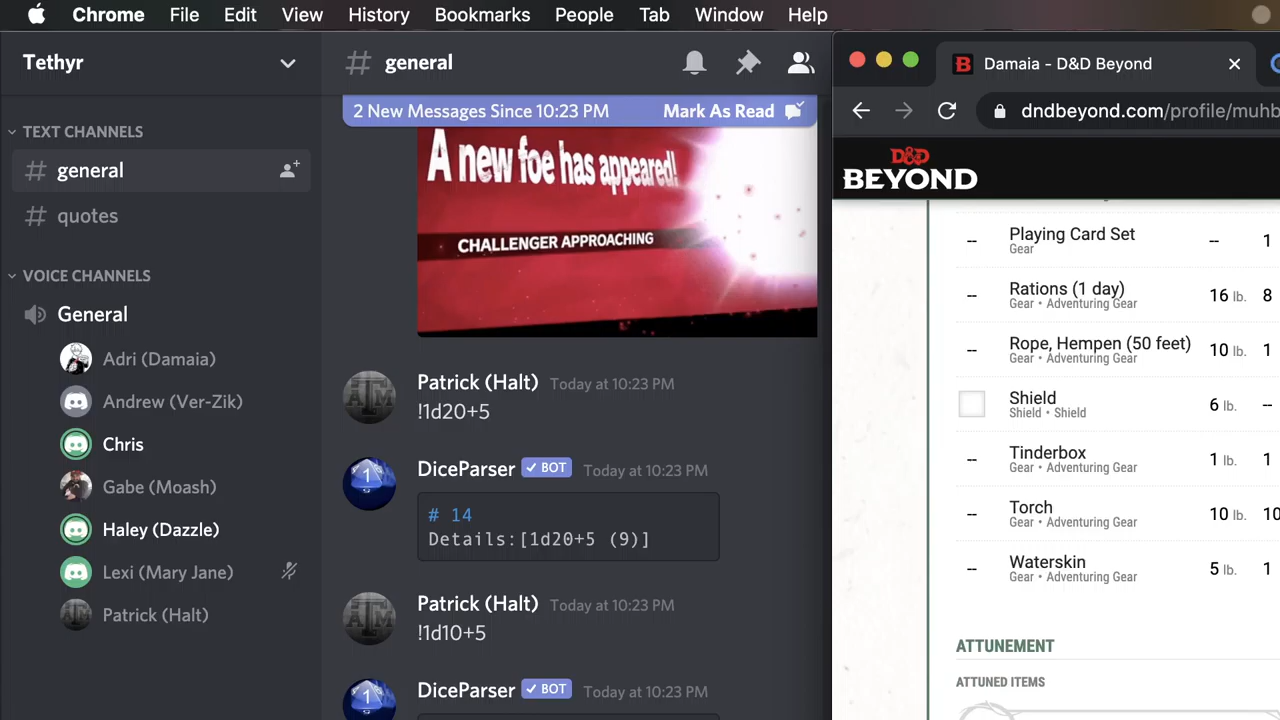 Chrome File Edit View History Bookmarks People Tab Window Help
Tethyr
TEXT CHANNELS
# general
# quotes
VOICE CHANNELS
General
Adri (Damaia)
Andrew (Ver-Zik)
Chris
Gabe (Moash)
Haley (Dazzle)
Lexi (Mary Jane)
Patrick (Halt)
# general
2 New Messages Since 10:23 PM Mark As Read
A new foe has appeared!
CHALLENGER APPROACHING
Patrick (Halt) Today at 10:23 PM
!1d20+5
DiceParser ✓ BOT Today at 10:23 PM
# 14
Details:[1d20+5 (9)]
Patrick (Halt) Today at 10:23 PM
!1d10+5
DiceParser ✓ BOT Today at 10:23 PM
Damaia - D&D Beyond
dndbeyond.com/profile/muhb
D&D
BEYOND
-- Playing Card Set -- 1
Gear
-- Rations (1 day) 16 lb. 8
Gear • Adventuring Gear
-- Rope, Hempen (50 feet) 10 lb. 1
Gear • Adventuring Gear
Shield 6 lb. --
Shield • Shield
-- Tinderbox 1 lb. 1
Gear • Adventuring Gear
-- Torch 10 lb. 10
Gear • Adventuring Gear
-- Waterskin 5 lb. 1
Gear • Adventuring Gear
ATTUNEMENT
ATTUNED ITEMS